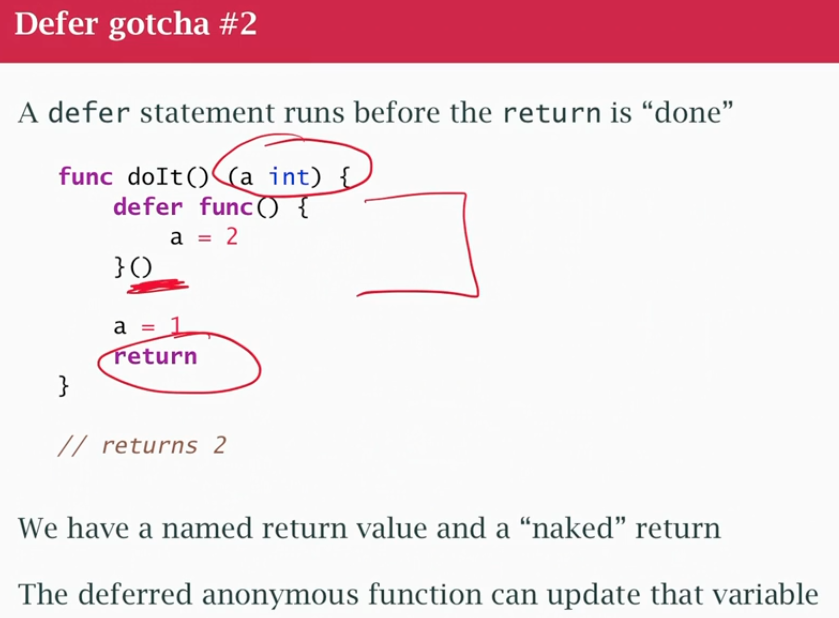 Defer gotcha #2
A defer statement runs before the return is “done”
func doIt() (a int) {
defer func() {
a = 2
}()
a = 1
return
}
// returns 2
We have a named return value and a “naked” return
The deferred anonymous function can update that variable